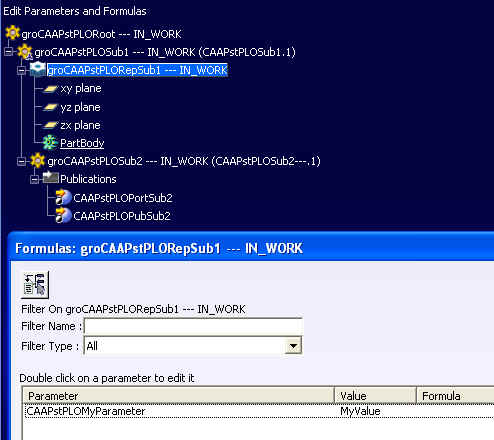 Edit Parameters and Formulas
groCAAPstPLORoot --- IN_WORK
groCAAPstPLOSub1 --- IN_WORK (CAAPstPLOSub1.1)
groCAAPstPLORepSub1 --- IN_WORK
xy plane
yz plane
zx plane
PartBody
groCAAPstPLOSub2 --- IN_WORK (CAAPstPLOSub2---.1)
Publications
CAAPstPLOPortSub2
CAAPstPLOPubSub2
Formulas: groCAAPstPLORepSub1 --- IN_WORK
Filter On groCAAPstPLORepSub1 --- IN_WORK
Filter Name :
Filter Type : All
Double click on a parameter to edit it
Parameter Value Formula
CAAPstPLOMyParameter MyValue